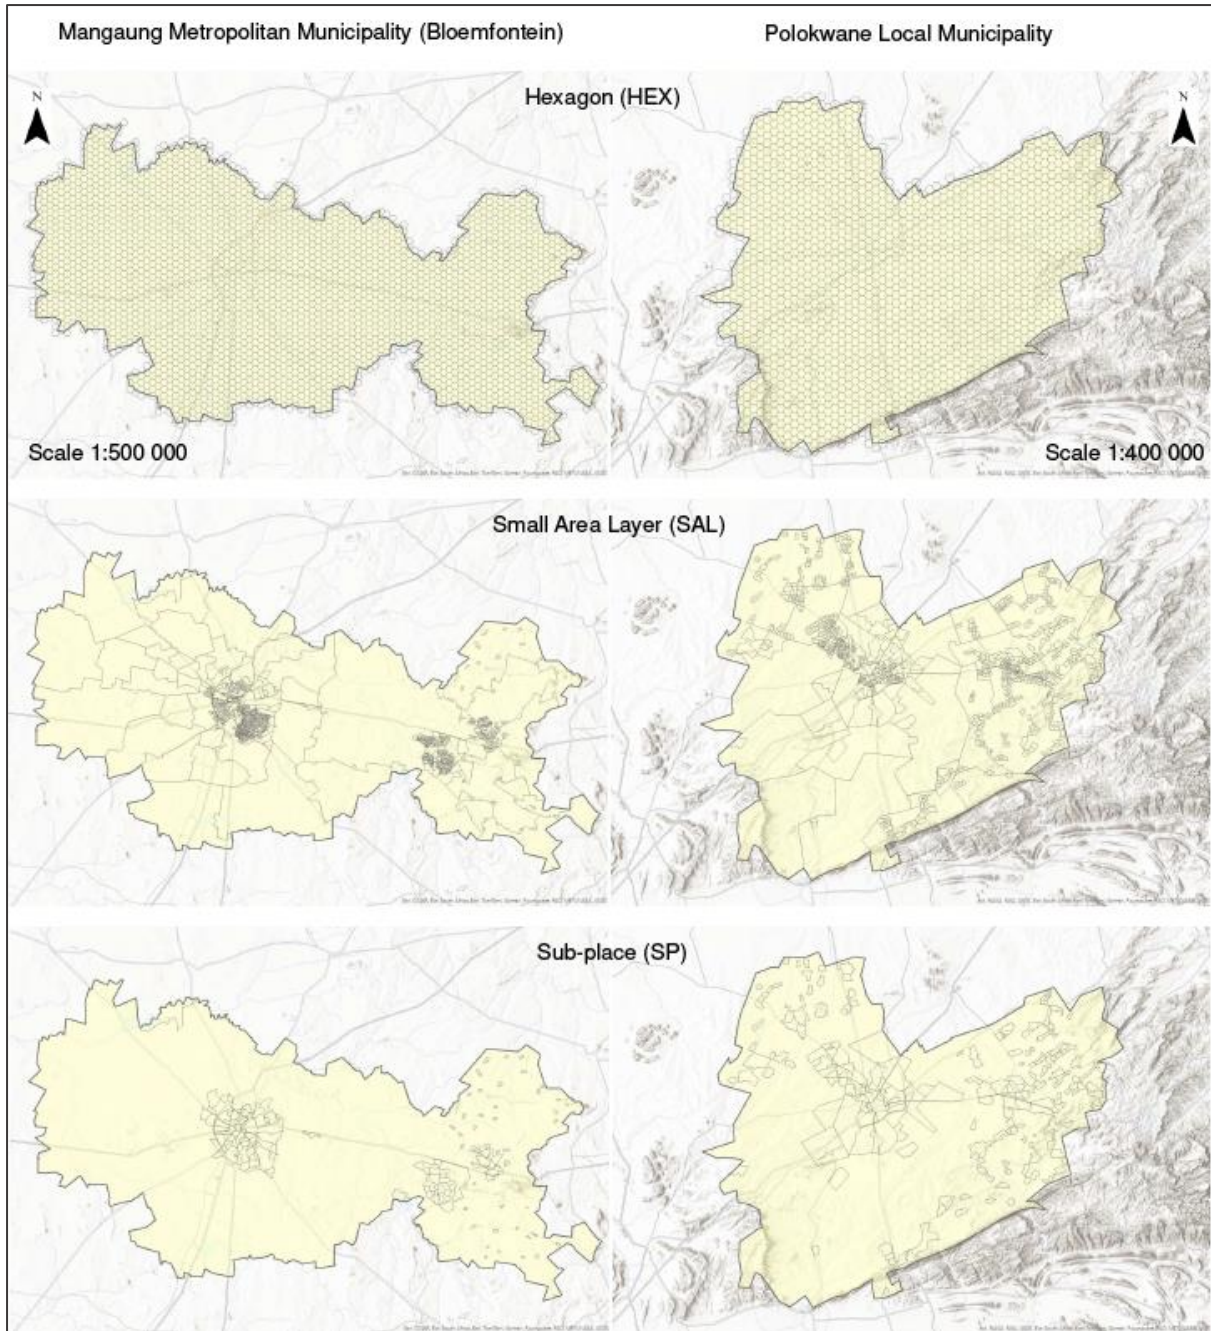 Mangaung Metropolitan Municipality (Bloemfontein)
Polokwane Local Municipality
Hexagon (HEX)
N
N
Scale 1:500 000
Scale 1:400 000
Small Area Layer (SAL)
Sub-place (SP)